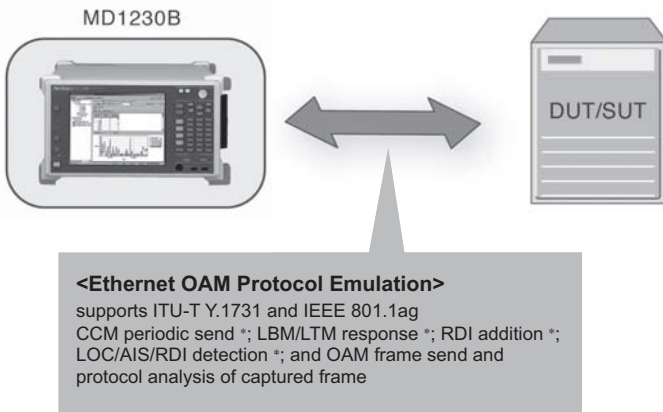 MD1230B
DUT/SUT
<Ethernet OAM Protocol Emulation>
supports ITU-T Y.1731 and IEEE 801.1ag
CCM periodic send *; LBM/LTM response *; RDI addition *;
LOC/AIS/RDI detection *; and OAM frame send and
protocol analysis of captured frame